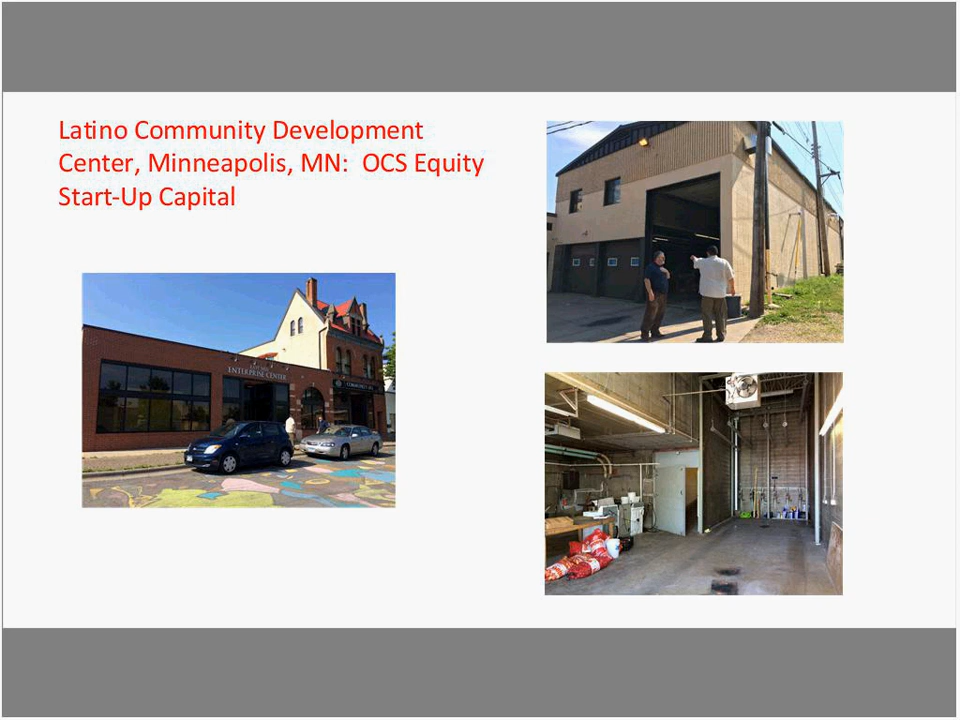 Latino Community Development
Center, Minneapolis, MN:  OCS Equity
Start-Up Capital
ENTERPRISE CENTER